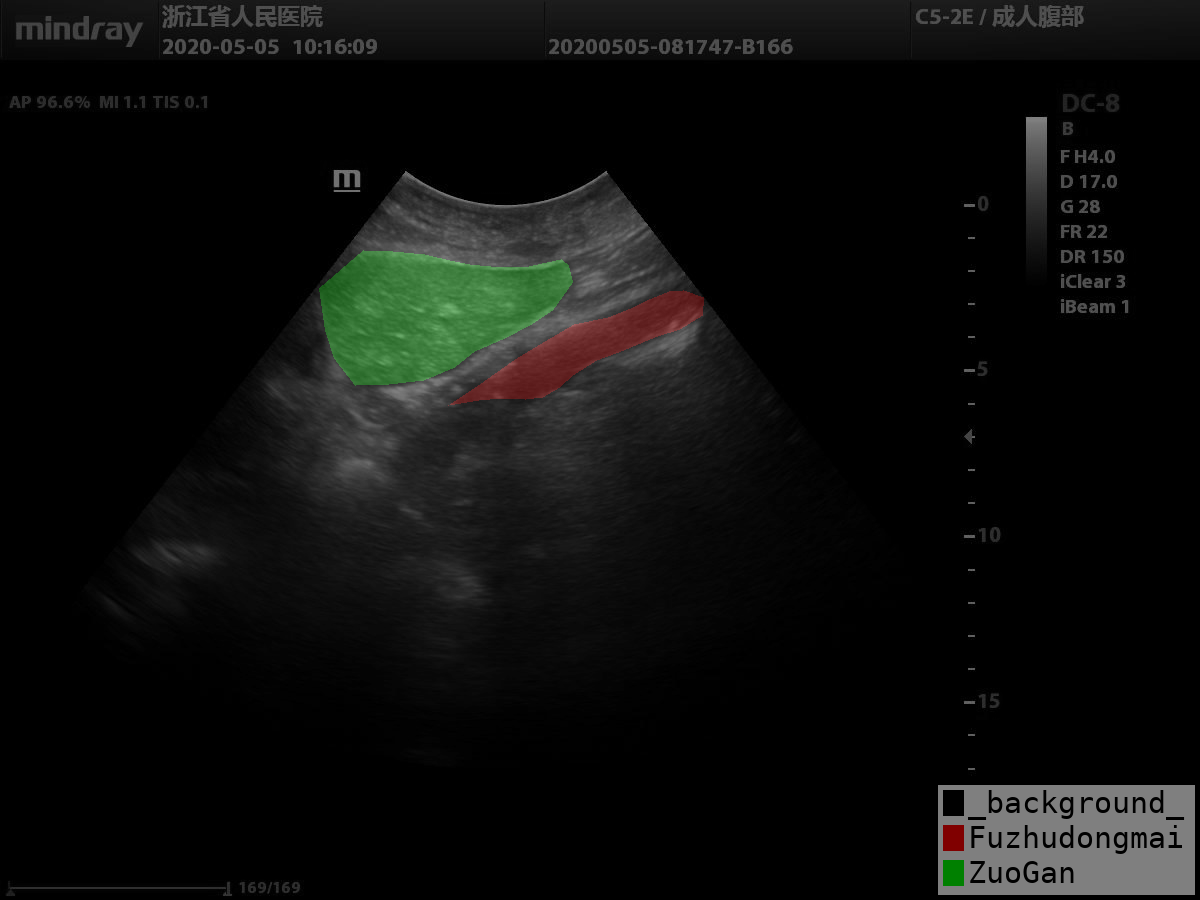 mindray
浙江省人民医院
2020-05-05 10:16:09
20200505-081747-B166
C5-2E / 成人腹部
AP 96.6% MI 1.1 TIS 0.1
m
DC-8
B
F H4.0
D 17.0
G 28
FR 22
DR 150
iClear 3
iBeam 1
0
5
10
15
_background_
Fuzhudongmai
ZuoGan
169/169